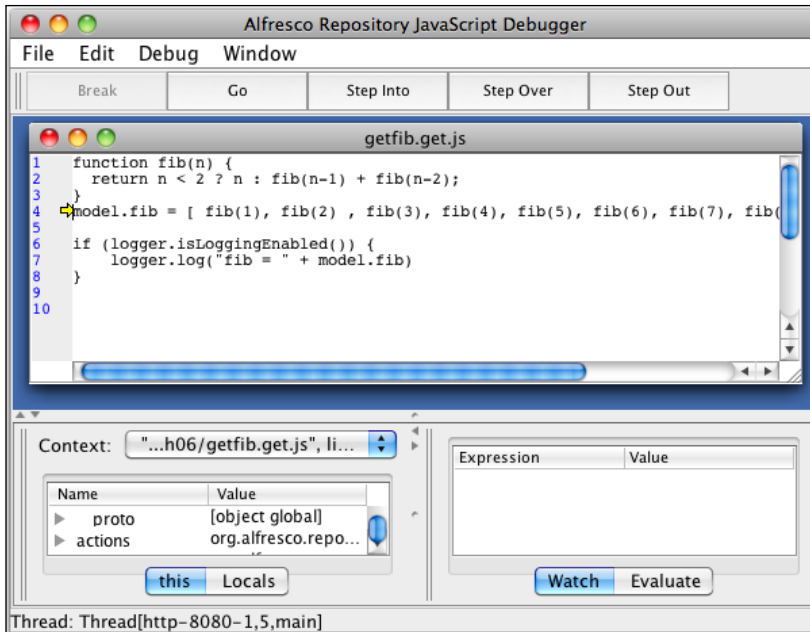 Alfresco Repository JavaScript Debugger
File Edit Debug Window
Break Go Step Into Step Over Step Out
getfib.get.js
1 function fib(n) {
2   return n < 2 ? n : fib(n-1) + fib(n-2);
3 }
4 model.fib = [ fib(1), fib(2) , fib(3), fib(4), fib(5), fib(6), fib(7), fib(
5
6 if (logger.isLoggingEnabled()) {
7     logger.log("fib = " + model.fib)
8 }
9
10
Context: "...h06/getfib.get.js", li...
Name Value
proto [object global]
actions org.alfresco.repo...
this Locals
Expression Value
Watch Evaluate
Thread: Thread[http-8080-1,5,main]